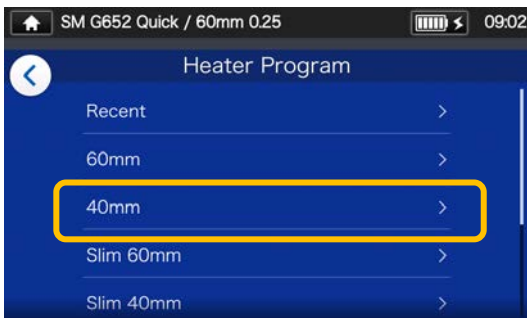 SM G652 Quick / 60mm 0.25 09:02
Heater Program
Recent
60mm
40mm
Slim 60mm
Slim 40mm